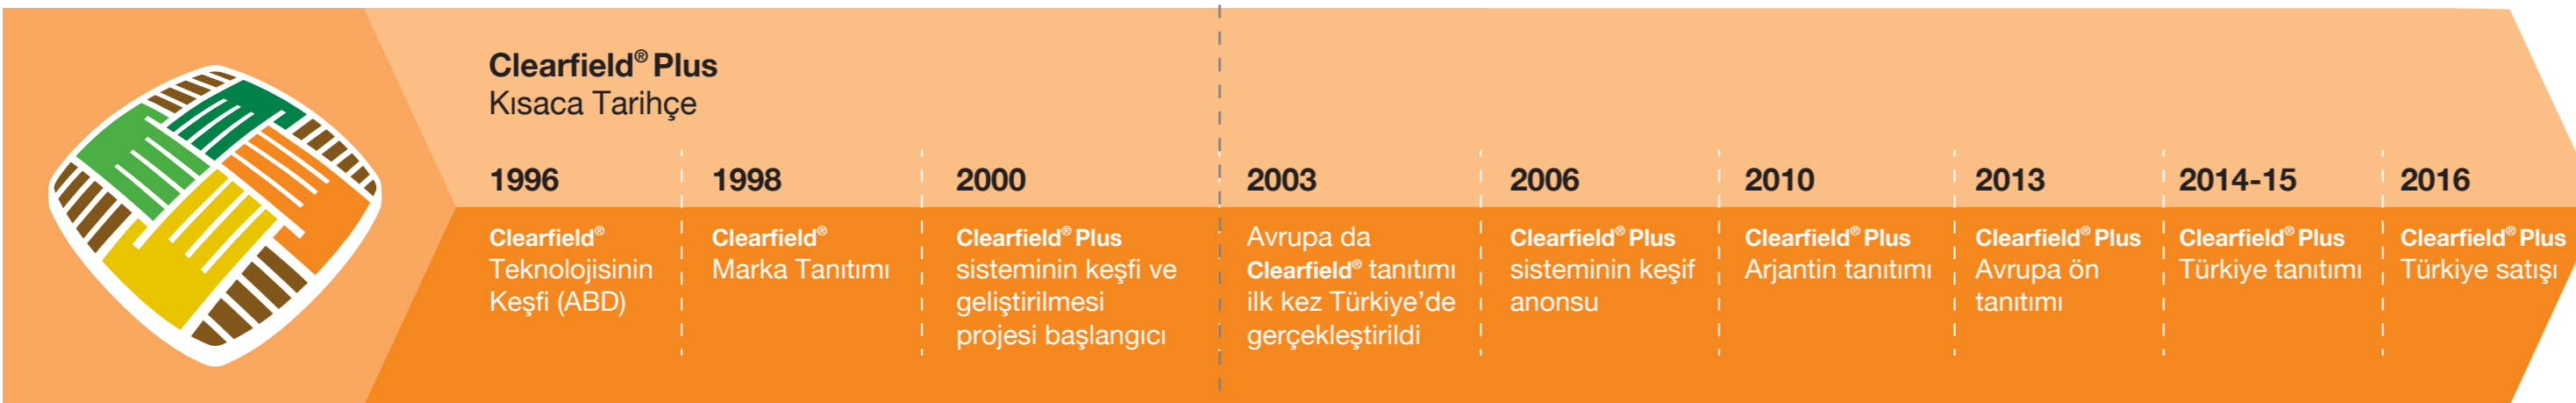 Clearfield® Plus
Kısaca Tarihçe
1996
Clearfield®
Teknolojisinin
Keşfi (ABD)
1998
Clearfield®
Marka Tanıtımı
2000
Clearfield® Plus
sisteminin keşfi ve
geliştirilmesi
projesi başlangıcı
2003
Avrupa da
Clearfield® tanıtımı
ilk kez Türkiye’de
gerçekleştirildi
2006
Clearfield® Plus
sisteminin keşif
anonsu
2010
Clearfield® Plus
Arjantin tanıtımı
2013
Clearfield® Plus
Avrupa ön
tanıtımı
2014-15
Clearfield® Plus
Türkiye tanıtımı
2016
Clearfield® Plus
Türkiye satışı